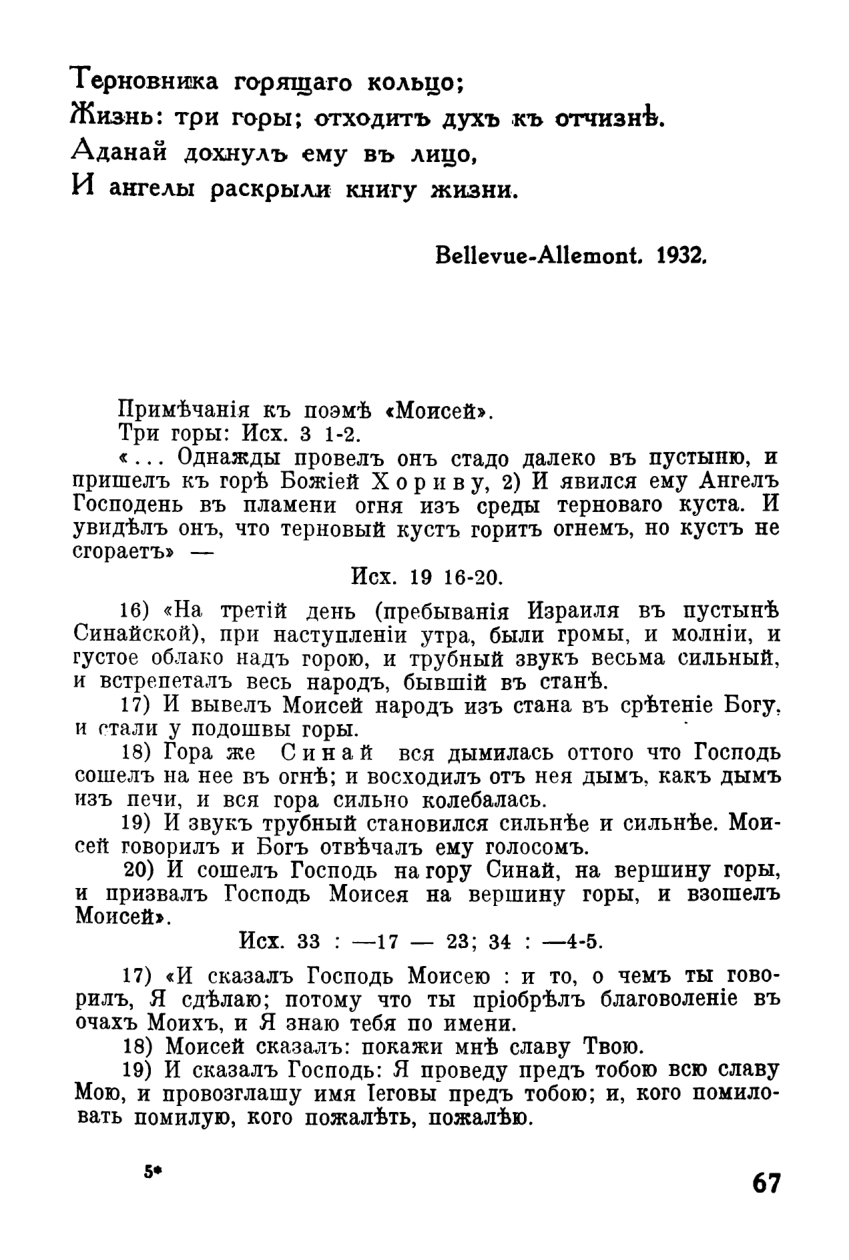 Терновника горящаго кольцо;
Жизнь: три горы; отходитъ духъ къ отчизнѣ.
Аданай дохнулъ ему въ лицо,
И ангелы раскрыли книгу жизни.
Bellevue-Allemont. 1932.
Примѣчанія къ поэмѣ «Моисей».
Три горы: Исх. 3 1-2.
«... Однажды провелъ онъ стадо далеко въ пустыню, и
пришелъ къ горѣ Божіей Хориву, 2) И явился ему Ангелъ
Господень въ пламени огня изъ среды терноваго куста. И
увидѣлъ онъ, что терновый кустъ горитъ огнемъ, но кустъ не
сгораетъ» —
Исх. 19 16-20.
16) «На третій день (пребыванія Израиля въ пустынѣ
Синайской), при наступленіи утра, были громы, и молніи, и
густое облако надъ горою, и трубный звукъ весьма сильный,
и встрепеталъ весь народъ, бывшій въ станѣ.
17) И вывелъ Моисей народъ изъ стана въ срѣтеніе Богу,
и стали у подошвы горы.
18) Гора же Синай вся дымилась оттого что Господь
сошелъ на нее въ огнѣ; и восходилъ отъ нея дымъ, какъ дымъ
изъ печи, и вся гора сильно колебалась.
19) И звукъ трубный становился сильнѣе и сильнѣе. Мои-
сей говорилъ и Богъ отвѣчалъ ему голосомъ.
20) И сошелъ Господь на гору Синай, на вершину горы,
и призвалъ Господь Моисея на вершину горы, и взошелъ
Моисей».
Исх. 33 : —17 — 23; 34 : —4-5.
17) «И сказалъ Господь Моисею : и то, о чемъ ты гово-
рилъ, Я сдѣлаю; потому что ты пріобрѣлъ благоволеніе въ
очахъ Моихъ, и Я знаю тебя по имени.
18) Моисей сказалъ: покажи мнѣ славу Твою.
19) И сказалъ Господь: Я проведу предъ тобою всю славу
Мою, и провозглашу имя Іеговы предъ тобою; и, кого помило-
вать помилую, кого пожалѣть, пожалѣю.
5*
67